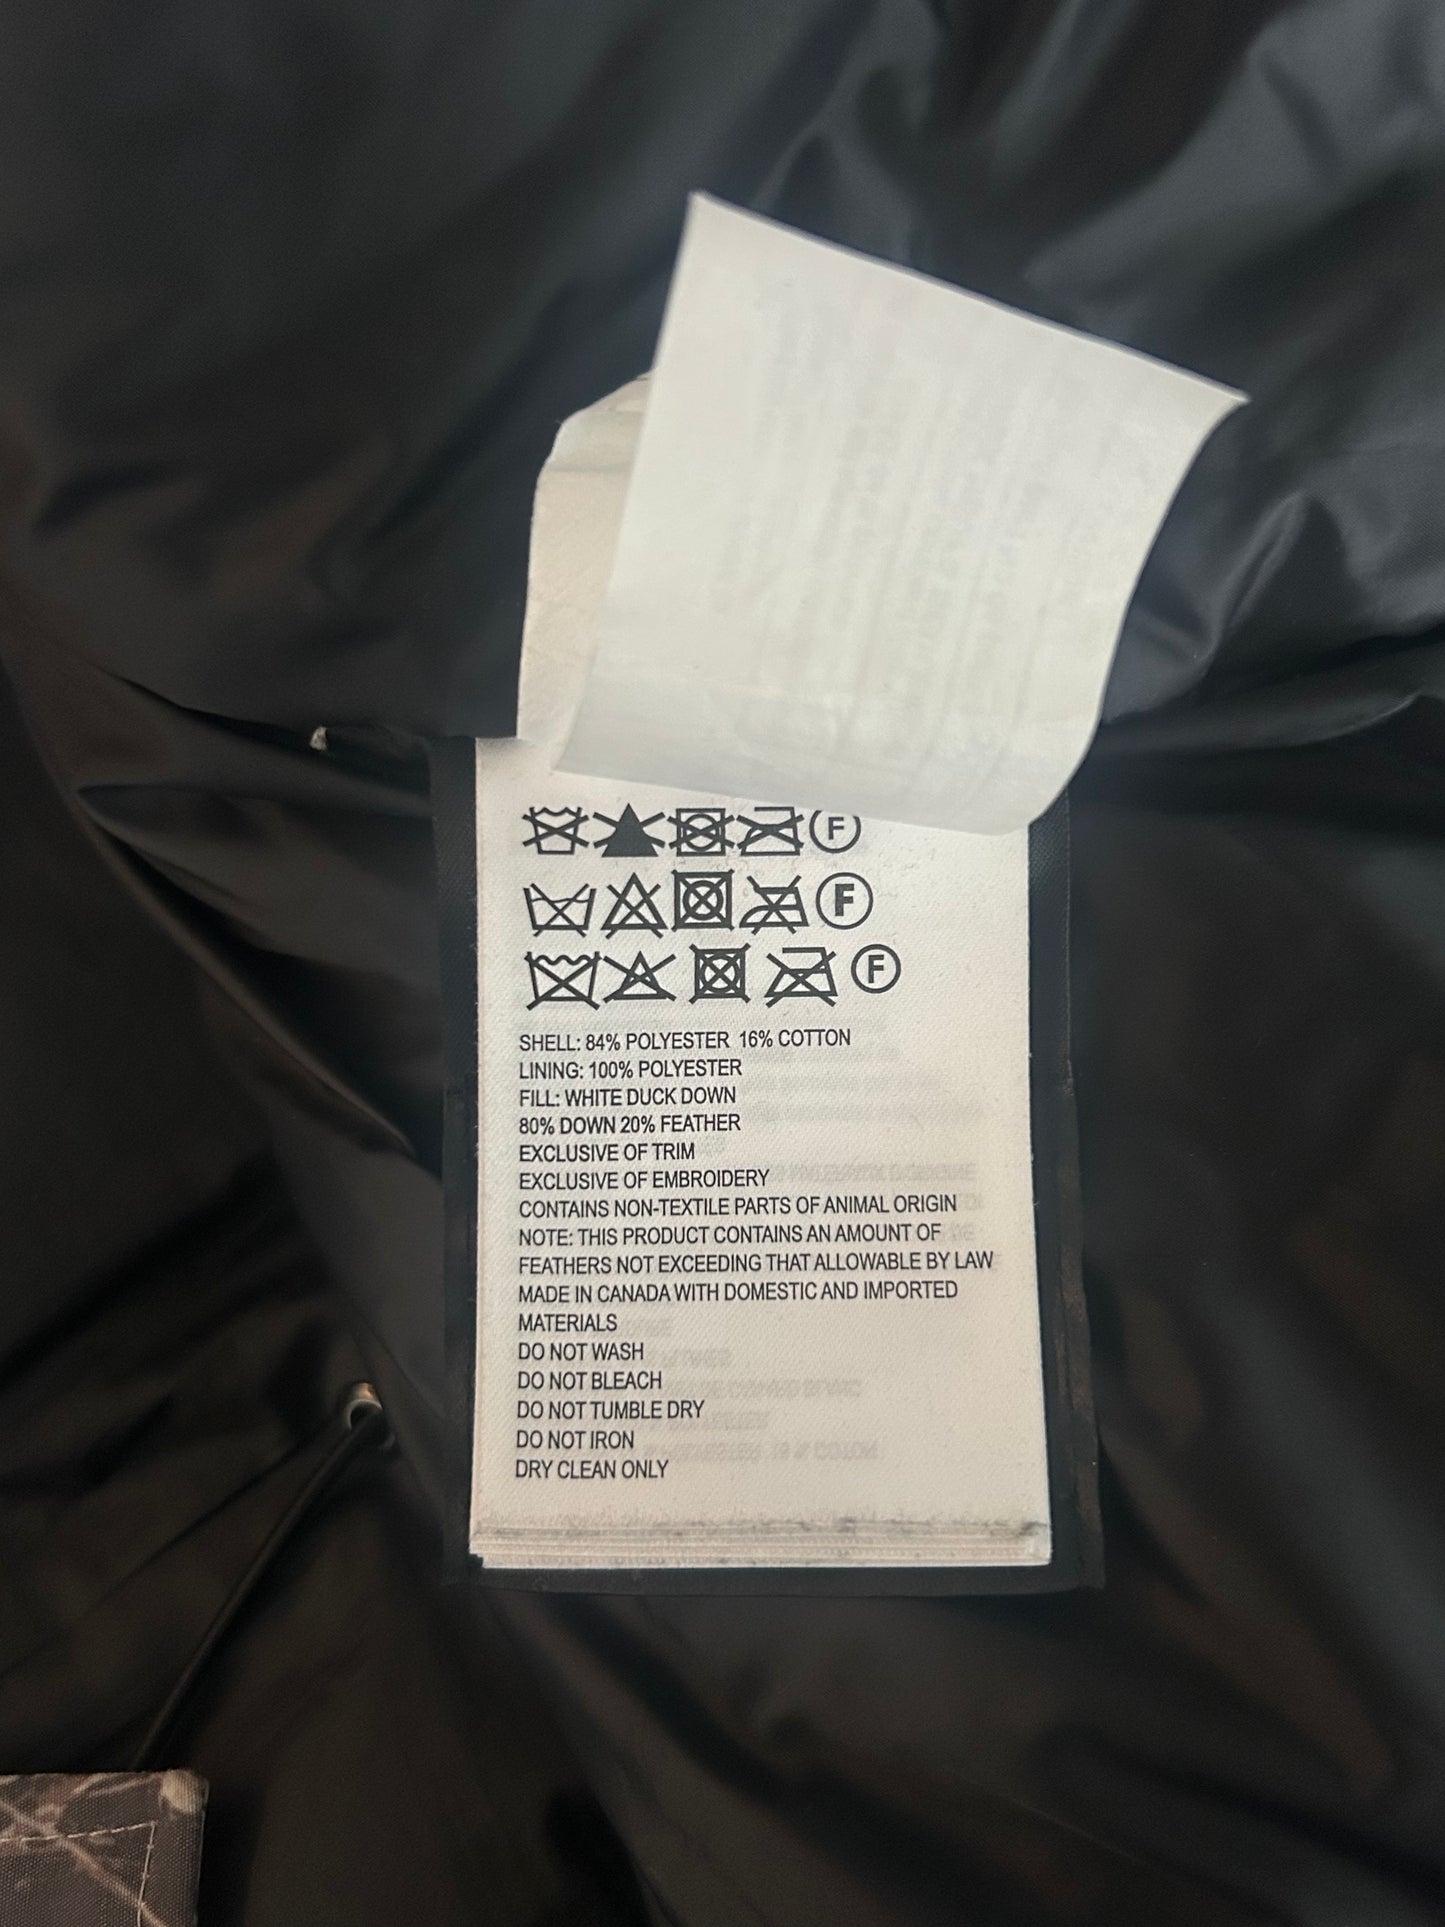 F
F
F
SHELL: 84% POLYESTER 16% COTTON
LINING: 100% POLYESTER
FILL: WHITE DUCK DOWN
80% DOWN 20% FEATHER
EXCLUSIVE OF TRIM
EXCLUSIVE OF EMBROIDERY
CONTAINS NON-TEXTILE PARTS OF ANIMAL ORIGIN
NOTE: THIS PRODUCT CONTAINS AN AMOUNT OF
FEATHERS NOT EXCEEDING THAT ALLOWABLE BY LAW
MADE IN CANADA WITH DOMESTIC AND IMPORTED
MATERIALS
DO NOT WASH
DO NOT BLEACH
DO NOT TUMBLE DRY
DO NOT IRON
DRY CLEAN ONLY